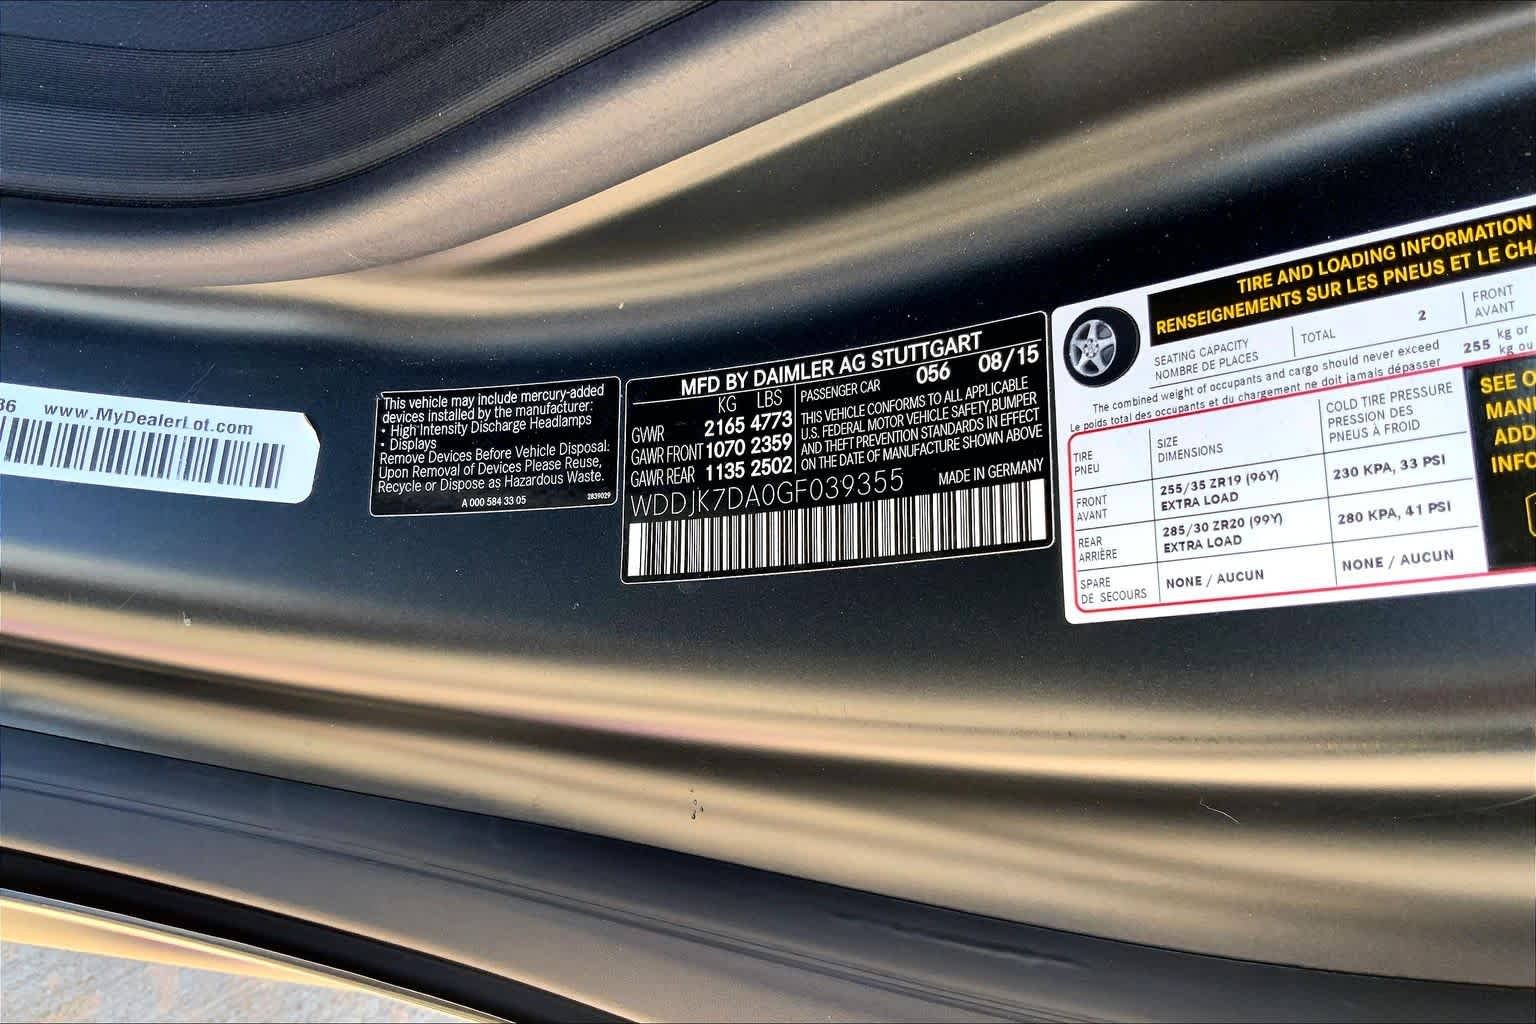 36 www.MyDealerLot.com
This vehicle may include mercury-added
devices installed by the manufacturer:
• High Intensity Discharge Headlamps
• Displays
Remove Devices Before Vehicle Disposal:
Upon Removal of Devices Please Reuse,
Recycle or Dispose as Hazardous Waste.
A 000 584 33 05
2839029
MFD BY DAIMLER AG STUTTGART
KG LBS
GVWR 2165 4773
GAWR FRONT 1070 2359
GAWR REAR 1135 2502
PASSENGER CAR 056 08/15
THIS VEHICLE CONFORMS TO ALL APPLICABLE
U.S. FEDERAL MOTOR VEHICLE SAFETY, BUMPER
AND THEFT PREVENTION STANDARDS IN EFFECT
ON THE DATE OF MANUFACTURE SHOWN ABOVE
WDDJK7DA0GF039355 MADE IN GERMANY
TIRE AND LOADING INFORMATION
RENSEIGNEMENTS SUR LES PNEUS ET LE CHA
SEATING CAPACITY
NOMBRE DE PLACES
TOTAL 2
FRONT
AVANT
The combined weight of occupants and cargo should never exceed
Le poids total des occupants et du chargement ne doit jamais dépasser
255 kg or
kg ou
TIRE
PNEU
SIZE
DIMENSIONS
COLD TIRE PRESSURE
PRESSION DES
PNEUS À FROID
FRONT
AVANT
255/35 ZR19 (96Y)
EXTRA LOAD
230 KPA, 33 PSI
REAR
ARRIÈRE
285/30 ZR20 (99Y)
EXTRA LOAD
280 KPA, 41 PSI
SPARE
DE SECOURS
NONE / AUCUN
NONE / AUCUN
SEE O
MANU
ADD
INFO